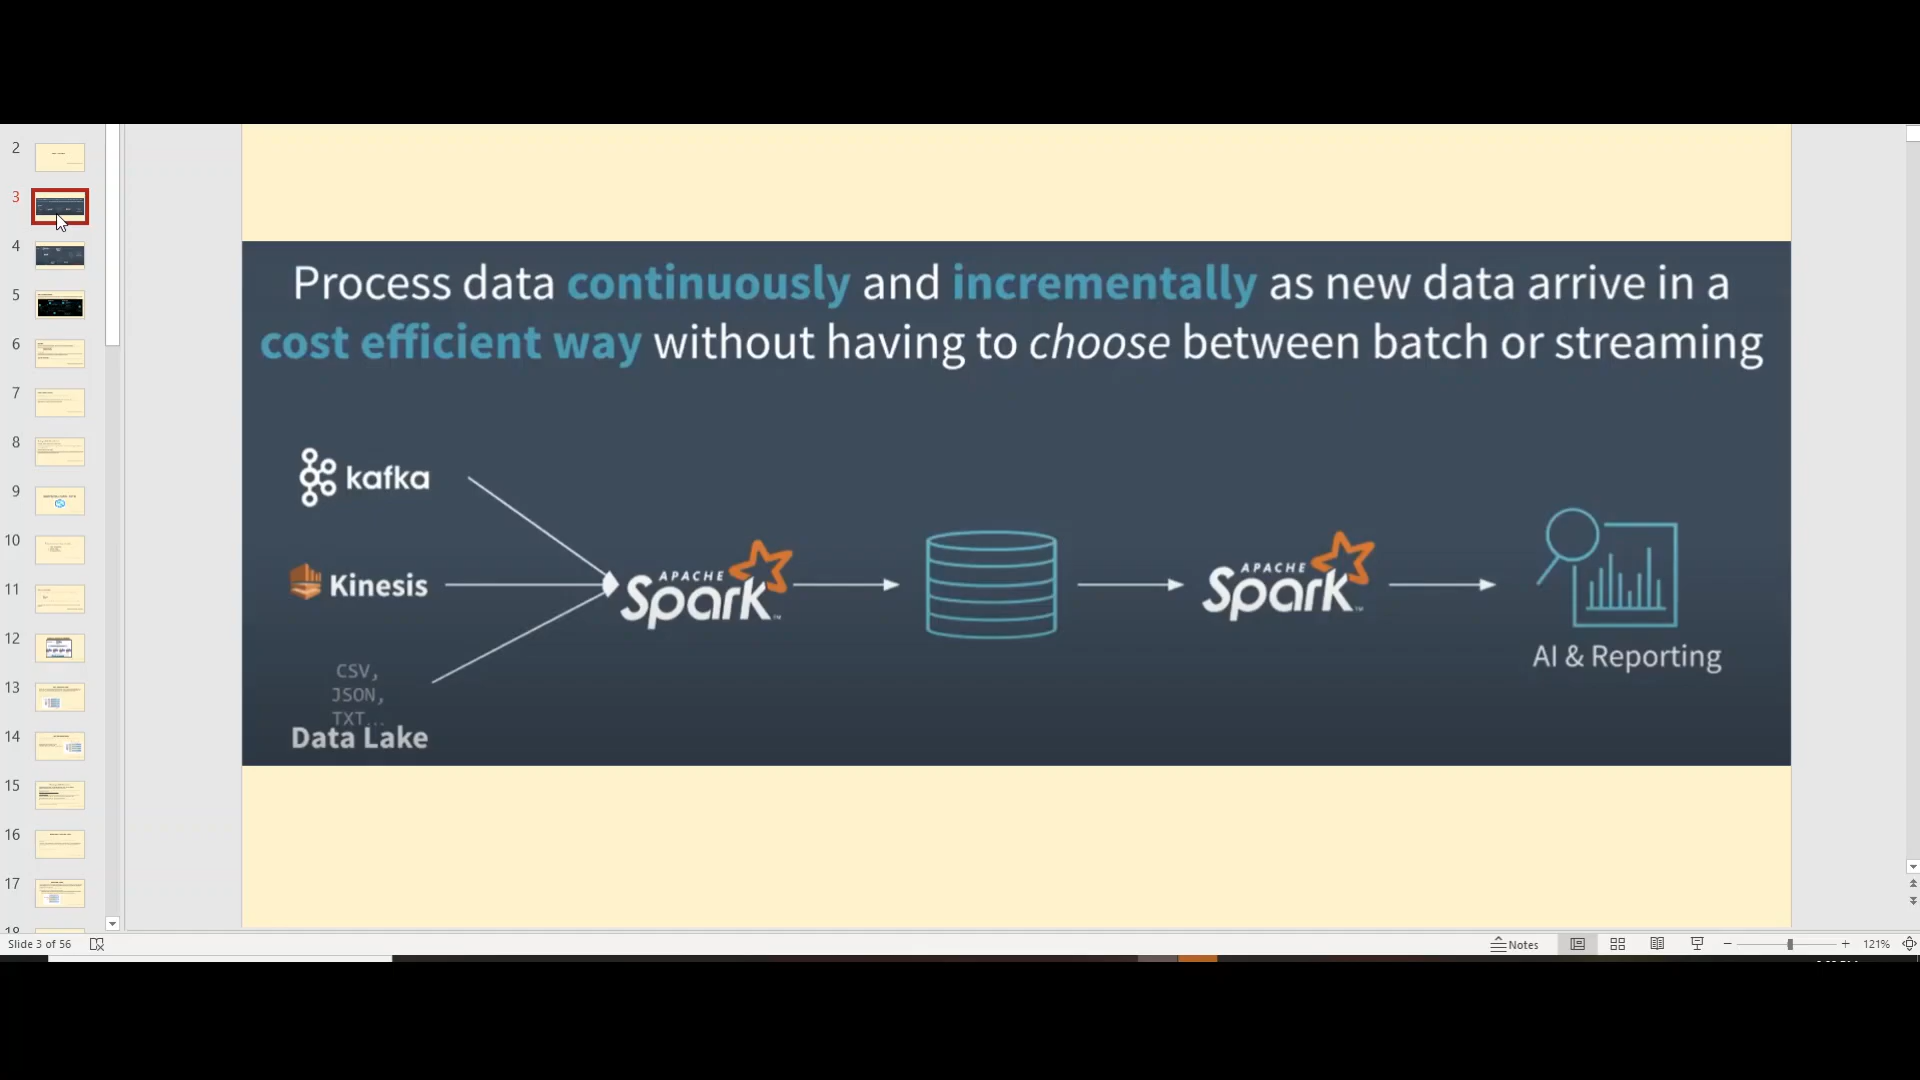 2
3
4
5
6
7
8
9
10
11
12
13
14
15
16
17
Process data continuously and incrementally as new data arrive in a
cost efficient way without having to choose between batch or streaming
kafka
Kinesis
CSV,
JSON,
TXT...
Data Lake
APACHE
Spark™
APACHE
Spark™
AI & Reporting
Slide 3 of 56
Notes
121%